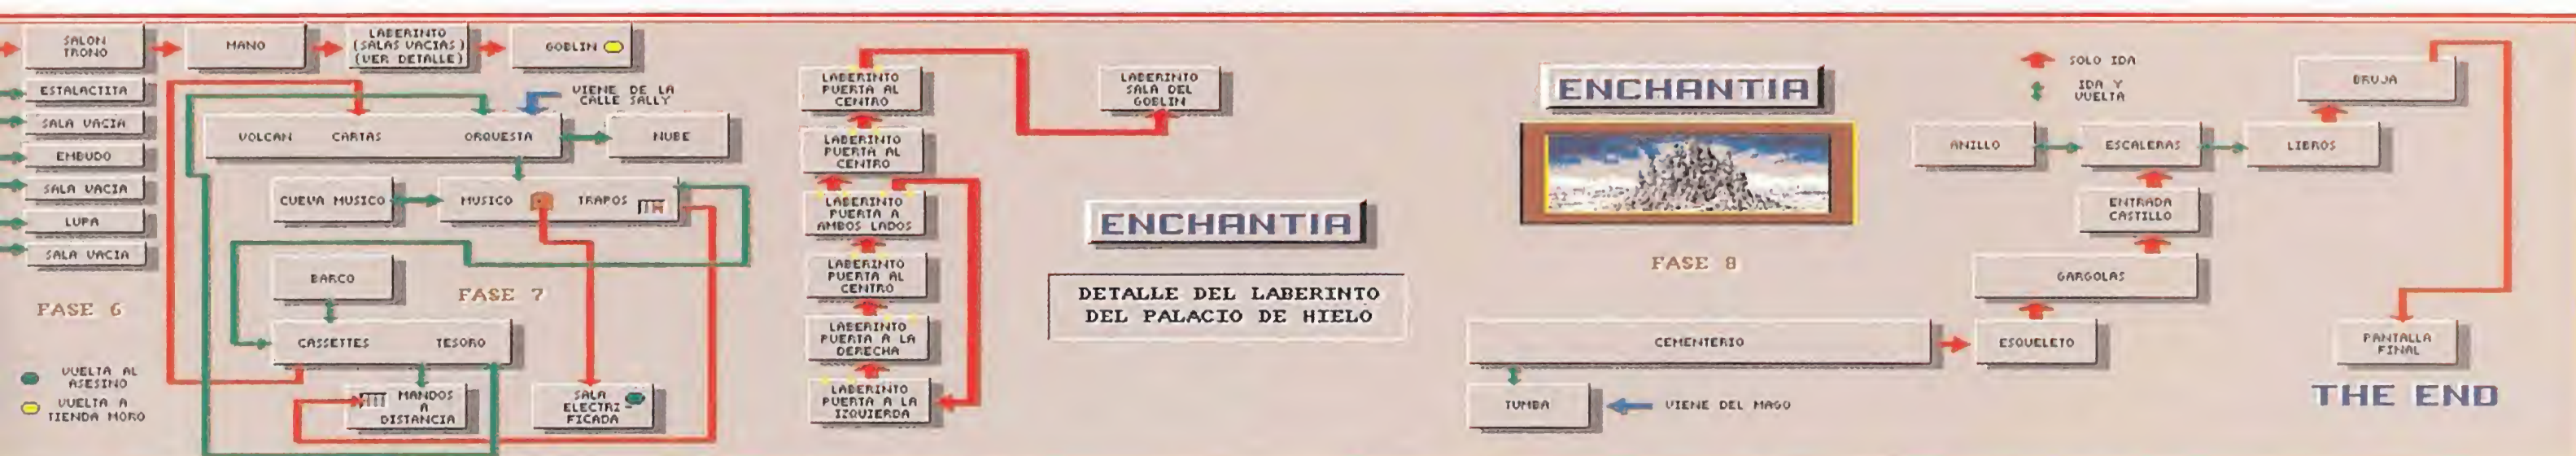 SALON
TRONO
MANO
LABERINTO
(SALAS VACIAS)
(VER DETALLE)
GOBLIN
ESTALACTITA
SALA VACIA
EMBUDO
SALA VACIA
LUPA
SALA VACIA
FASE 6
VUELTA AL
ASESINO
VUELTA A
TIENDA MORO
VIENE DE LA
CALLE SALLY
VOLCAN CARTAS ORQUESTA
NUBE
CUEVA MUSICO
MUSICO TRAPOS
BARCO
FASE 7
CASSETTES TESORO
MANDOS
A
DISTANCIA
SALA
ELECTRI-
FICADA
LABERINTO
PUERTA AL
CENTRO
LABERINTO
PUERTA AL
CENTRO
LABERINTO
PUERTA A
AMBOS LADOS
LABERINTO
PUERTA AL
CENTRO
LABERINTO
PUERTA A LA
DERECHA
LABERINTO
PUERTA A LA
IZQUIERDA
LABERINTO
SALA DEL
GOBLIN
ENCHANTIA
DETALLE DEL LABERINTO
DEL PALACIO DE HIELO
ENCHANTIA
FASE 8
SOLO IDA
IDA Y
VUELTA
BRUJA
ANILLO
ESCALERAS
LIBROS
ENTRADA
CASTILLO
GARGOLAS
CEMENTERIO
ESQUELETO
TUMBA
VIENE DEL MAGO
PANTALLA
FINAL
THE END